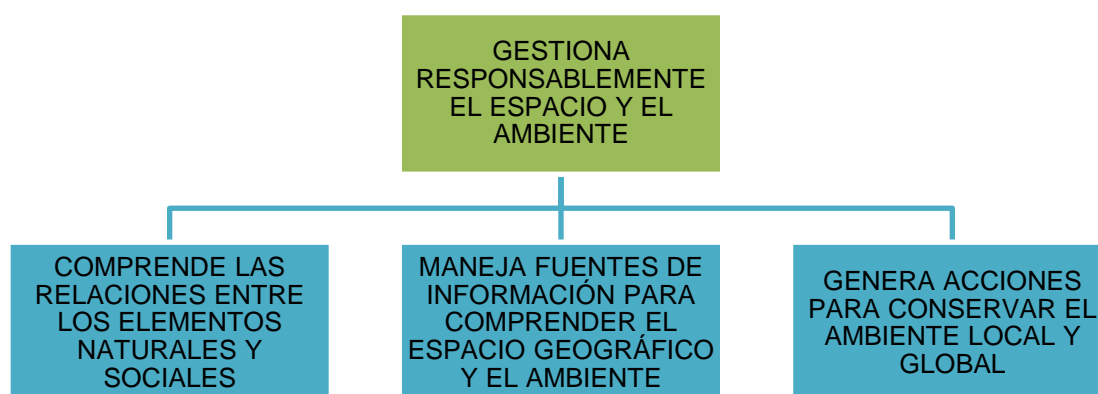 GESTIONA
RESPONSABLEMENTE
EL ESPACIO Y EL
AMBIENTE
COMPRENDE LAS
RELACIONES ENTRE
LOS ELEMENTOS
NATURALES Y
SOCIALES
MANEJA FUENTES DE
INFORMACIÓN PARA
COMPRENDER EL
ESPACIO GEOGRÁFICO
Y EL AMBIENTE
GENERA ACCIONES
PARA CONSERVAR EL
AMBIENTE LOCAL Y
GLOBAL